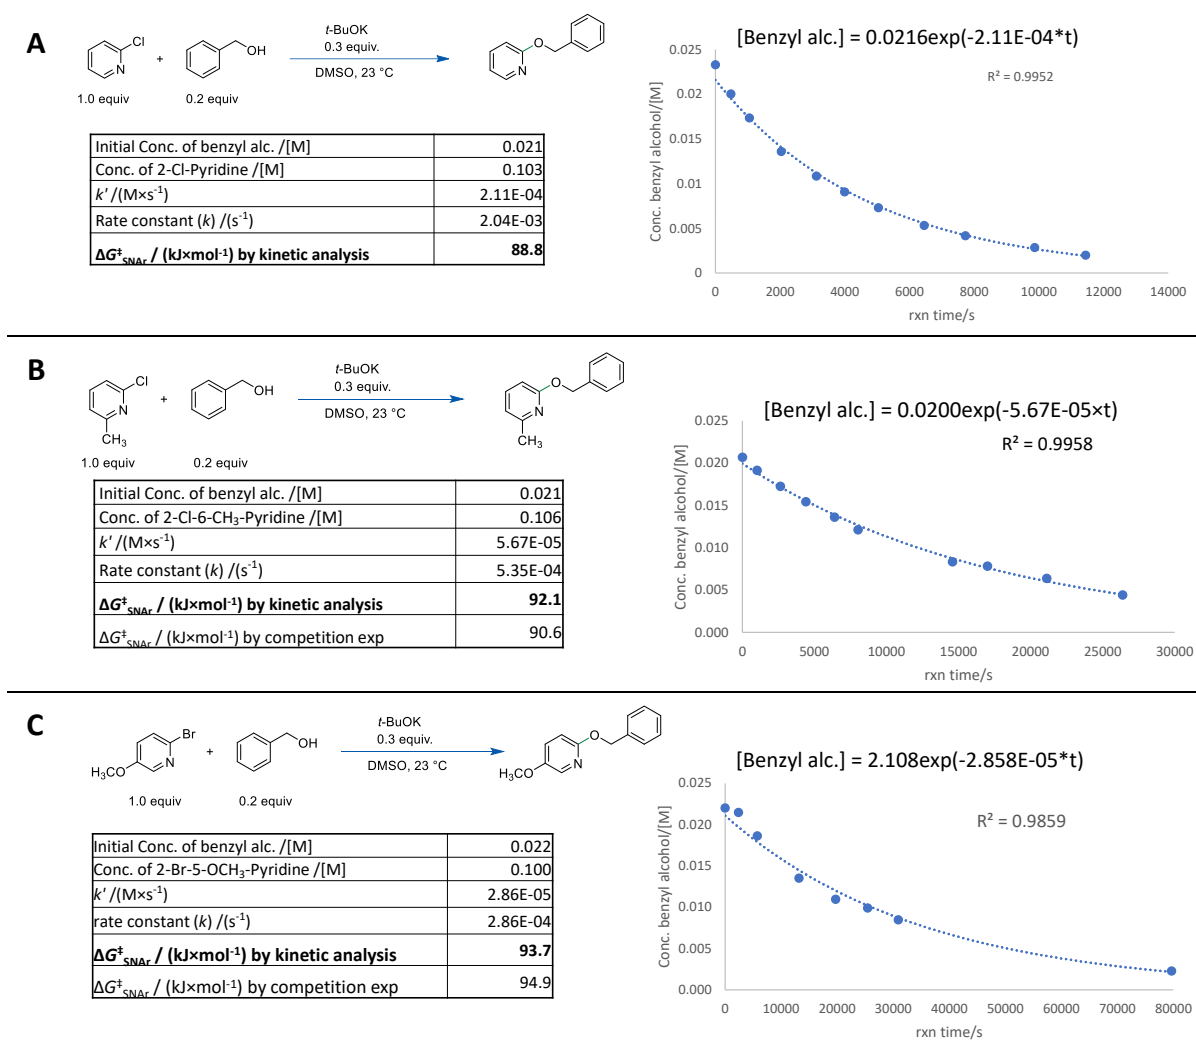 A
Cl
N
+
OH
t-BuOK
0.3 equiv.
DMSO, 23 °C
O
N
1.0 equiv
0.2 equiv
Initial Conc. of benzyl alc. /[M] 0.021
Conc. of 2-Cl-Pyridine /[M] 0.103
k' /(M×s-1) 2.11E-04
Rate constant (k) /(s-1) 2.04E-03
ΔG‡SNAr / (kJ×mol-1) by kinetic analysis 88.8
[Benzyl alc.] = 0.0216exp(-2.11E-04*t)
R² = 0.9952
Conc. benzyl alcohol/[M]
0.025
0.02
0.015
0.01
0.005
0
0 2000 4000 6000 8000 10000 12000 14000
rxn time/s
B
Cl
N
CH3
+
OH
t-BuOK
0.3 equiv.
DMSO, 23 °C
O
N
CH3
1.0 equiv
0.2 equiv
Initial Conc. of benzyl alc. /[M] 0.021
Conc. of 2-Cl-6-CH3-Pyridine /[M] 0.106
k' /(M×s-1) 5.67E-05
Rate constant (k) /(s-1) 5.35E-04
ΔG‡SNAr / (kJ×mol-1) by kinetic analysis 92.1
ΔG‡SNAr / (kJ×mol-1) by competition exp 90.6
[Benzyl alc.] = 0.0200exp(-5.67E-05×t)
R² = 0.9958
Conc. benzyl alcohol/[M]
0.025
0.020
0.015
0.010
0.005
0.000
0 5000 10000 15000 20000 25000 30000
rxn time/s
C
Br
N
H3CO
+
OH
t-BuOK
0.3 equiv.
DMSO, 23 °C
O
N
H3CO
1.0 equiv
0.2 equiv
Initial Conc. of benzyl alc. /[M] 0.022
Conc. of 2-Br-5-OCH3-Pyridine /[M] 0.100
k' /(M×s-1) 2.86E-05
rate constant (k) /(s-1) 2.86E-04
ΔG‡SNAr / (kJ×mol-1) by kinetic analysis 93.7
ΔG‡SNAr / (kJ×mol-1) by competition exp 94.9
[Benzyl alc.] = 2.108exp(-2.858E-05*t)
R² = 0.9859
Conc. benzyl alcohol/[M]
0.025
0.020
0.015
0.010
0.005
0.000
0 10000 20000 30000 40000 50000 60000 70000 80000
rxn time/s